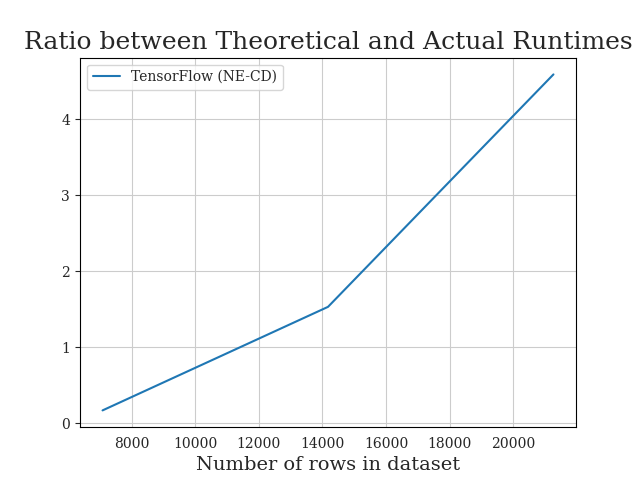 Ratio between Theoretical and Actual Runtimes
TensorFlow (NE-CD)
4
3
2
1
0
8000 10000 12000 14000 16000 18000 20000
Number of rows in dataset